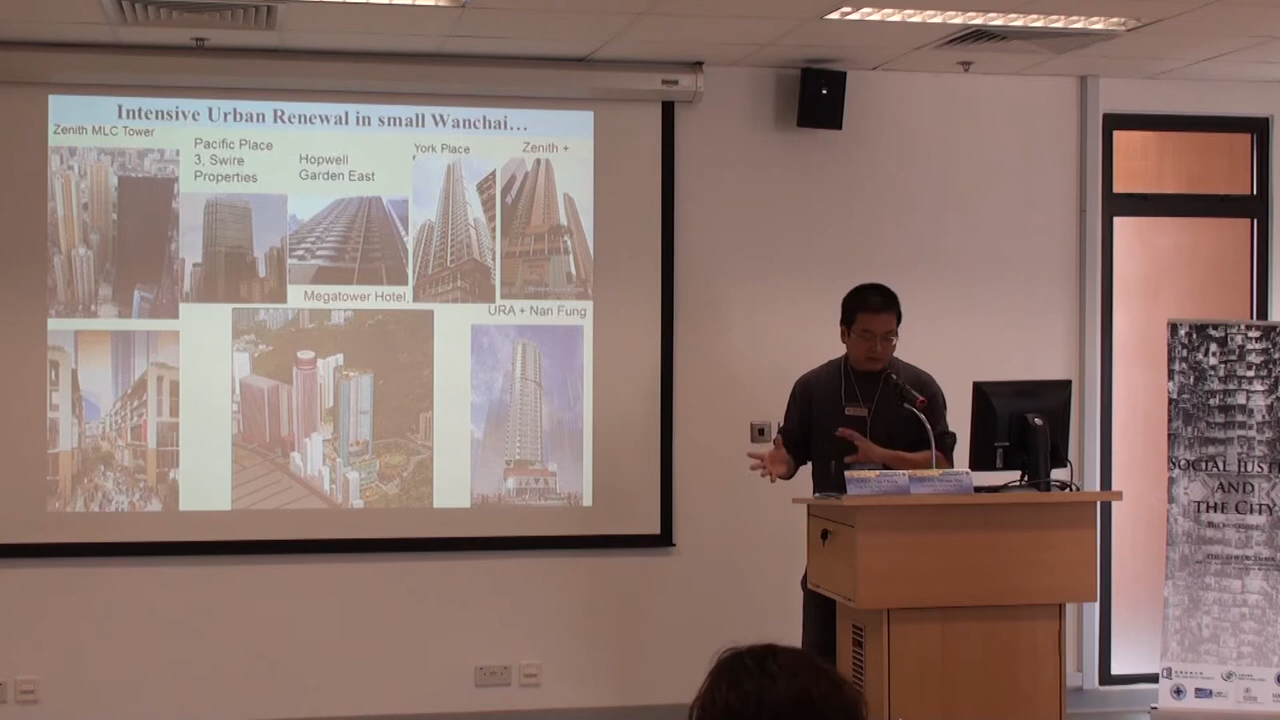 Intensive Urban Renewal in small Wanchai...
Zenith MLC Tower
Pacific Place
3, Swire
Properties
Hopwell
Garden East
York Place
Zenith +
Megatower Hotel,
URA + Nan Fung
SOCIAL JUSTI
AND
THE CITY